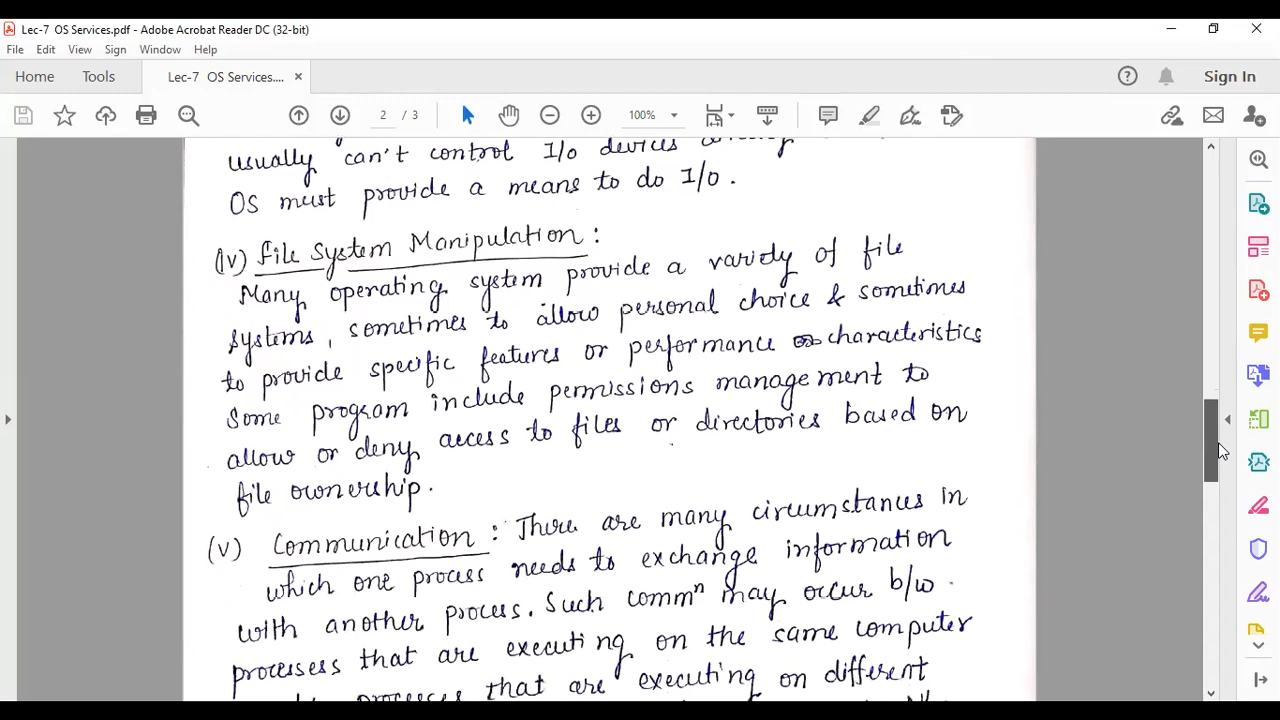 Lec-7 OS Services.pdf - Adobe Acrobat Reader DC (32-bit)
File Edit View Sign Window Help
Home Tools Lec-7 OS Services.... × Sign In
2 / 3 100%
usually can't control I/o devices
OS must provide a means to do I/o.
(iv) File System Manipulation :
Many operating system provide a variety of file
systems, sometimes to allow personal choice & sometimes
to provide specific features or performance characteristics
Some program include permissions management to
allow or deny access to files or directories based on
file ownership.
(v) Communication : There are many circumstances in
which one process needs to exchange information
with another process. Such commⁿ may occur b/w
processes that are executing on the same computer
processes that are executing on different